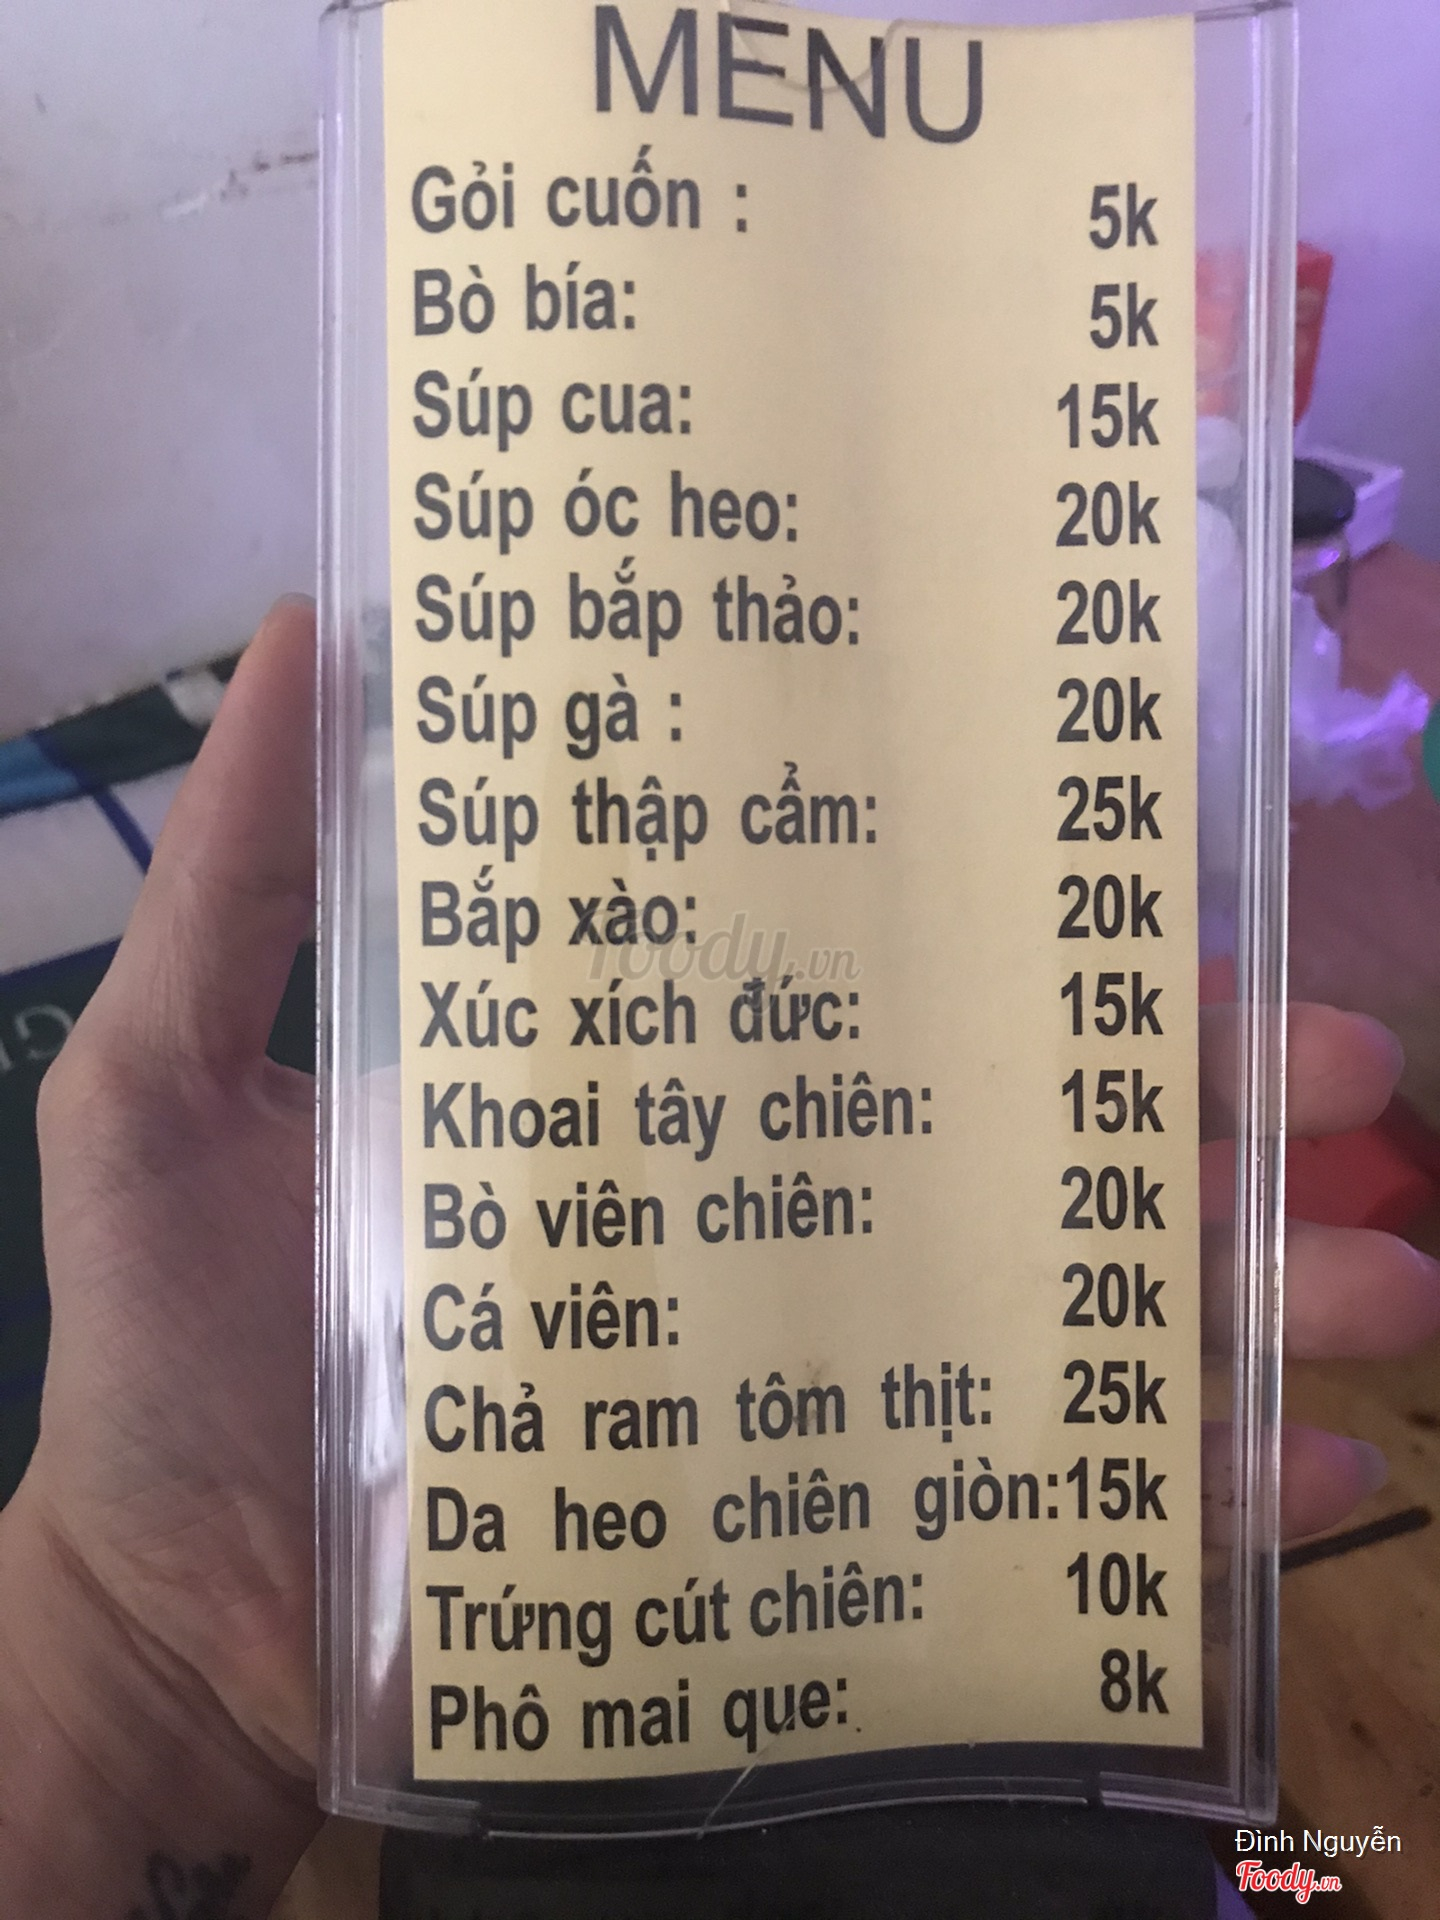 MENU
Gỏi cuốn : 5k
Bò bía: 5k
Súp cua: 15k
Súp óc heo: 20k
Súp bắp thảo: 20k
Súp gà : 20k
Súp thập cẩm: 25k
Bắp xào: 20k
Xúc xích đức: 15k
Khoai tây chiên: 15k
Bò viên chiên: 20k
Cá viên: 20k
Chả ram tôm thịt: 25k
Da heo chiên giòn:15k
Trứng cút chiên: 10k
Phô mai que: 8k
Foody.vn
Đình Nguyễn
Foody.vn